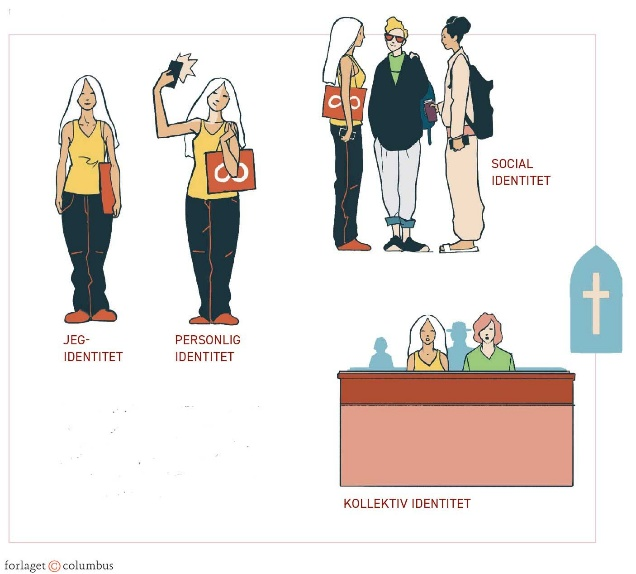 SOCIAL
IDENTITET
JEG-
IDENTITET
PERSONLIG
IDENTITET
KOLLEKTIV IDENTITET
forlaget © columbus